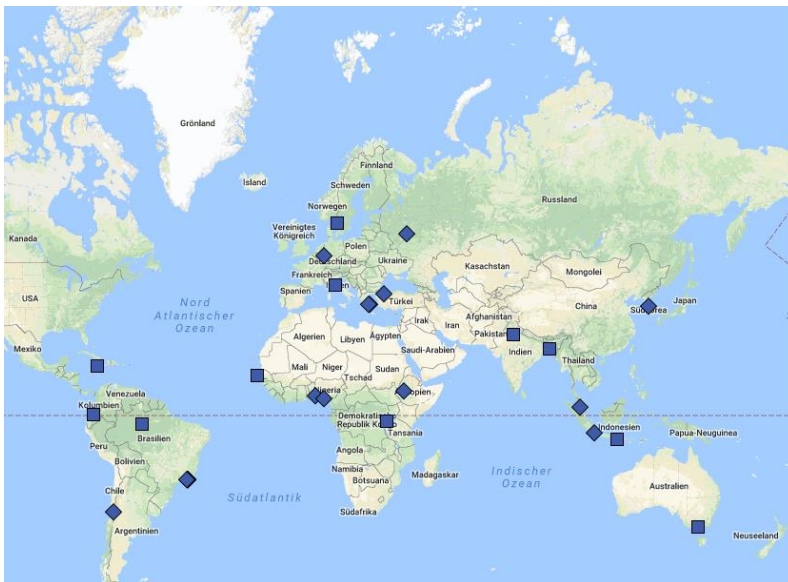 Grönland
Island
Finnland
Schweden
Norwegen
Russland
Vereinigtes
Königreich
Kanada
Polen
Deutschland
Ukraine
Kasachstan
Mongolei
Frankreich
Spanien
Türkei
USA
Nord
Atlantischer
Ozean
China
Japan
Südkorea
Afghanistan
Irak
Iran
Pakistan
Algerien
Libyen
Ägypten
Saudi-Arabien
Indien
Mexiko
Mali
Niger
Tschad
Sudan
Thailand
Venezuela
Nigeria
Äthiopien
Kolumbien
Demokratische
Republik Kongo
Indonesien
Papua-Neuguinea
Brasilien
Peru
Tansania
Bolivien
Angola
Namibia
Botsuana
Madagaskar
Indischer
Ozean
Australien
Chile
Südatlantik
Südafrika
Argentinien
Neuseeland